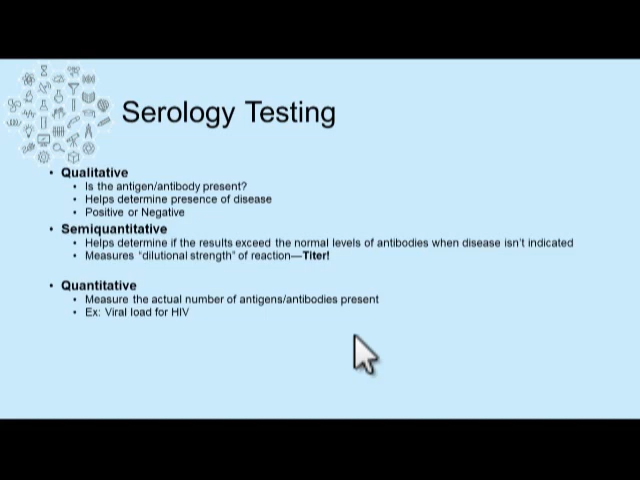 Serology Testing
• Qualitative
• Is the antigen/antibody present?
• Helps determine presence of disease
• Positive or Negative
• Semiquantitative
• Helps determine if the results exceed the normal levels of antibodies when disease isn't indicated
• Measures "dilutional strength" of reaction—Titer!
• Quantitative
• Measure the actual number of antigens/antibodies present
• Ex: Viral load for HIV